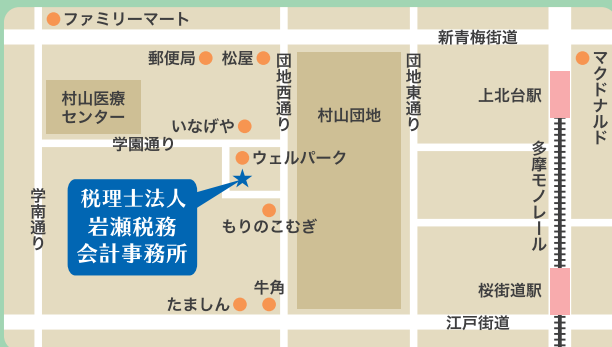 ファミリーマート
新青梅街道
郵便局
松屋
団地西通り
団地東通り
マクドナルド
村山医療
センター
上北台駅
村山団地
いなげや
学園通り
ウェルパーク
多摩モノレール
学南通り
税理士法人
岩瀬税務
会計事務所
もりのこむぎ
牛角
たましん
桜街道駅
江戸街道